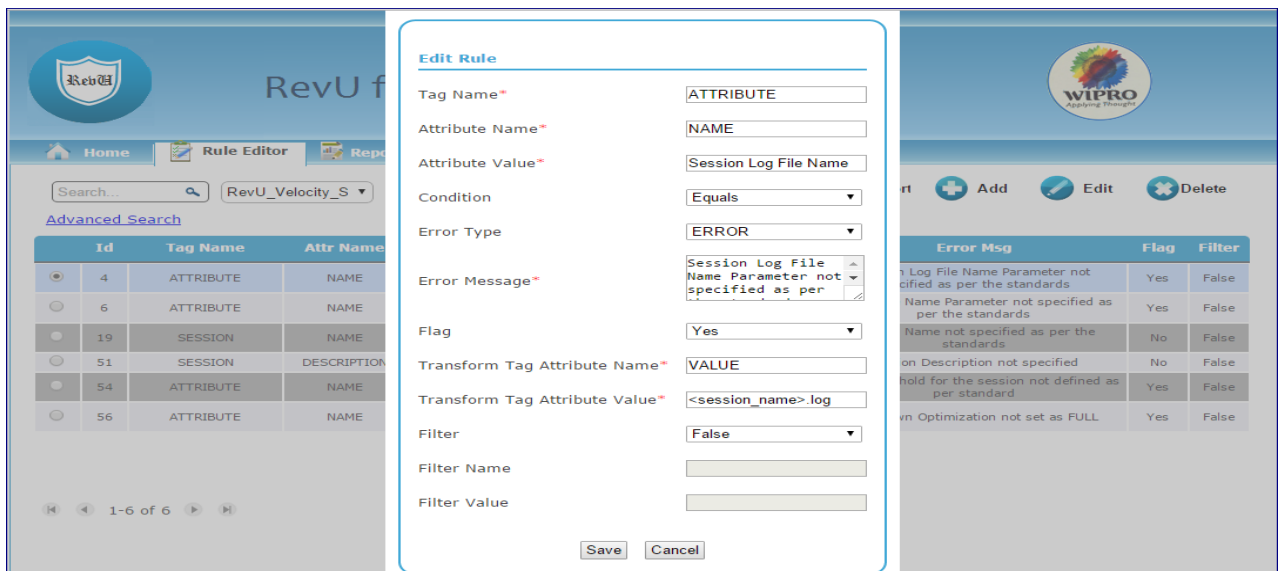 RevU
RevU f
WIPRO
Applying Thought
Home
Rule Editor
Repo
Search...
RevU_Velocity_S
rt
Add
Edit
Delete
Advanced Search
Id Tag Name Attr Name Error Msg Flag Filter
4 ATTRIBUTE NAME n Log File Name Parameter not
cified as per the standards Yes False
6 ATTRIBUTE NAME Name Parameter not specified as
per the standards Yes False
19 SESSION NAME Name not specified as per the
standards No False
51 SESSION DESCRIPTION on Description not specified No False
54 ATTRIBUTE NAME hold for the session not defined as
per standard Yes False
56 ATTRIBUTE NAME wn Optimization not set as FULL Yes False
1-6 of 6
Edit Rule
Tag Name* ATTRIBUTE
Attribute Name* NAME
Attribute Value* Session Log File Name
Condition Equals
Error Type ERROR
Error Message* Session Log File
Name Parameter not
specified as per
Flag Yes
Transform Tag Attribute Name* VALUE
Transform Tag Attribute Value* <session_name>.log
Filter False
Filter Name
Filter Value
Save Cancel